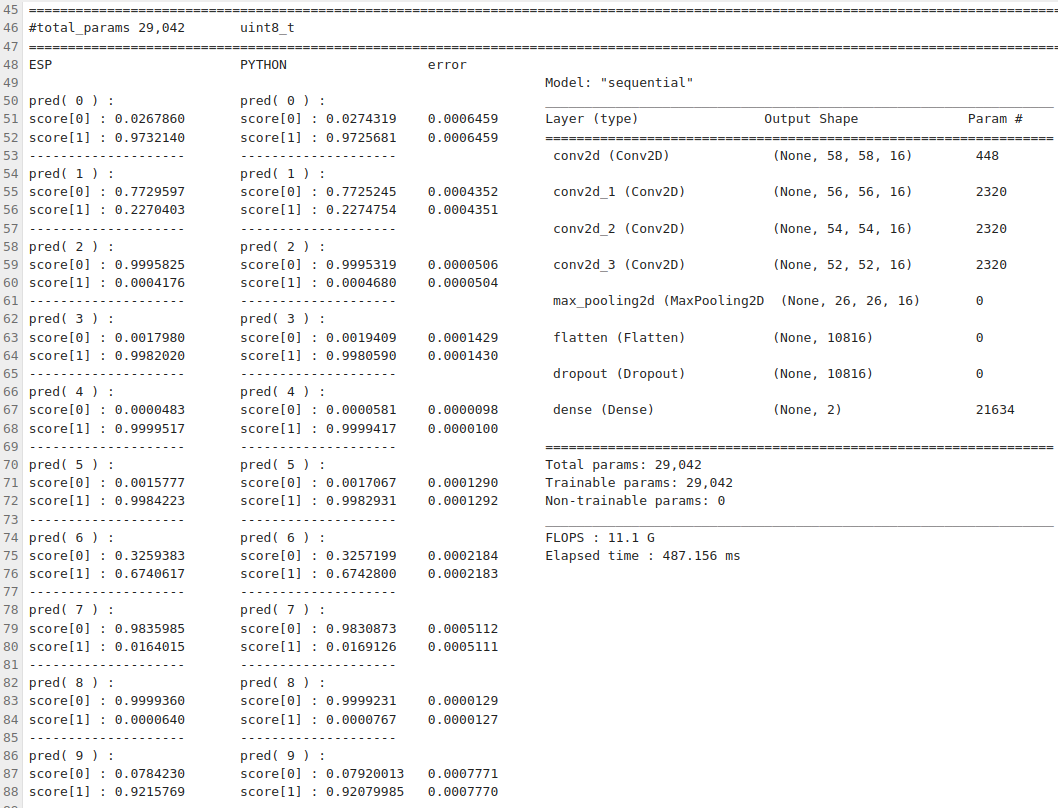 45 ====================================================================================================================================
46 #total_params 29,042       uint8_t
47 ====================================================================================================================================
48 ESP                        PYTHON                  error
49                                                                   Model: "sequential"
50 pred( 0 ) :                pred( 0 ) :                            _________________________________________________________________
51 score[0] : 0.0267860       score[0] : 0.0274319    0.0006459      Layer (type)                Output Shape              Param #
52 score[1] : 0.9732140       score[1] : 0.9725681    0.0006459      =================================================================
53 --------------------       --------------------                    conv2d (Conv2D)             (None, 58, 58, 16)        448
54 pred( 1 ) :                pred( 1 ) :
55 score[0] : 0.7729597       score[0] : 0.7725245    0.0004352       conv2d_1 (Conv2D)           (None, 56, 56, 16)        2320
56 score[1] : 0.2270403       score[1] : 0.2274754    0.0004351
57 --------------------       --------------------                    conv2d_2 (Conv2D)           (None, 54, 54, 16)        2320
58 pred( 2 ) :                pred( 2 ) :
59 score[0] : 0.9995825       score[0] : 0.9995319    0.0000506       conv2d_3 (Conv2D)           (None, 52, 52, 16)        2320
60 score[1] : 0.0004176       score[1] : 0.0004680    0.0000504
61 --------------------       --------------------                    max_pooling2d (MaxPooling2D  (None, 26, 26, 16)       0
62 pred( 3 ) :                pred( 3 ) :
63 score[0] : 0.0017980       score[0] : 0.0019409    0.0001429       flatten (Flatten)           (None, 10816)             0
64 score[1] : 0.9982020       score[1] : 0.9980590    0.0001430
65 --------------------       --------------------                    dropout (Dropout)           (None, 10816)             0
66 pred( 4 ) :                pred( 4 ) :
67 score[0] : 0.0000483       score[0] : 0.0000581    0.0000098       dense (Dense)               (None, 2)                 21634
68 score[1] : 0.9999517       score[1] : 0.9999417    0.0000100
69 --------------------       --------------------                   =================================================================
70 pred( 5 ) :                pred( 5 ) :                            Total params: 29,042
71 score[0] : 0.0015777       score[0] : 0.0017067    0.0001290      Trainable params: 29,042
72 score[1] : 0.9984223       score[1] : 0.9982931    0.0001292      Non-trainable params: 0
73 --------------------       --------------------                   _________________________________________________________________
74 pred( 6 ) :                pred( 6 ) :                            FLOPS : 11.1 G
75 score[0] : 0.3259383       score[0] : 0.3257199    0.0002184      Elapsed time : 487.156 ms
76 score[1] : 0.6740617       score[1] : 0.6742800    0.0002183
77 --------------------       --------------------
78 pred( 7 ) :                pred( 7 ) :
79 score[0] : 0.9835985       score[0] : 0.9830873    0.0005112
80 score[1] : 0.0164015       score[1] : 0.0169126    0.0005111
81 --------------------       --------------------
82 pred( 8 ) :                pred( 8 ) :
83 score[0] : 0.9999360       score[0] : 0.9999231    0.0000129
84 score[1] : 0.0000640       score[1] : 0.0000767    0.0000127
85 --------------------       --------------------
86 pred( 9 ) :                pred( 9 ) :
87 score[0] : 0.0784230       score[0] : 0.07920013   0.0007771
88 score[1] : 0.9215769       score[1] : 0.92079985   0.0007770